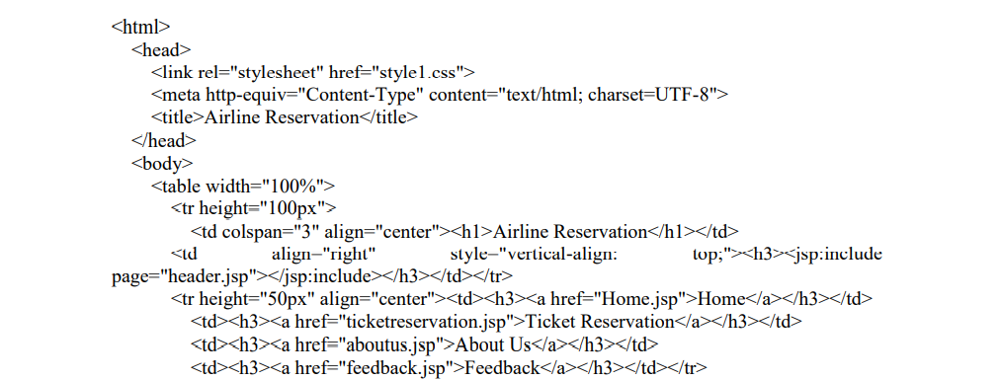 <html>
<head>
<link rel="stylesheet" href="style1.css">
<meta http-equiv="Content-Type" content="text/html; charset=UTF-8">
<title>Airline Reservation</title>
</head>
<body>
<table width="100%">
<tr height="100px">
<td colspan="3" align="center"><h1>Airline Reservation</h1></td>
<td align="right" style="vertical-align: top;"><h3><jsp:include
page="header.jsp"></jsp:include></h3></td></tr>
<tr height="50px" align="center"><td><h3><a href="Home.jsp">Home</a></h3></td>
<td><h3><a href="ticketreservation.jsp">Ticket Reservation</a></h3></td>
<td><h3><a href="aboutus.jsp">About Us</a></h3></td>
<td><h3><a href="feedback.jsp">Feedback</a></h3></td></tr>